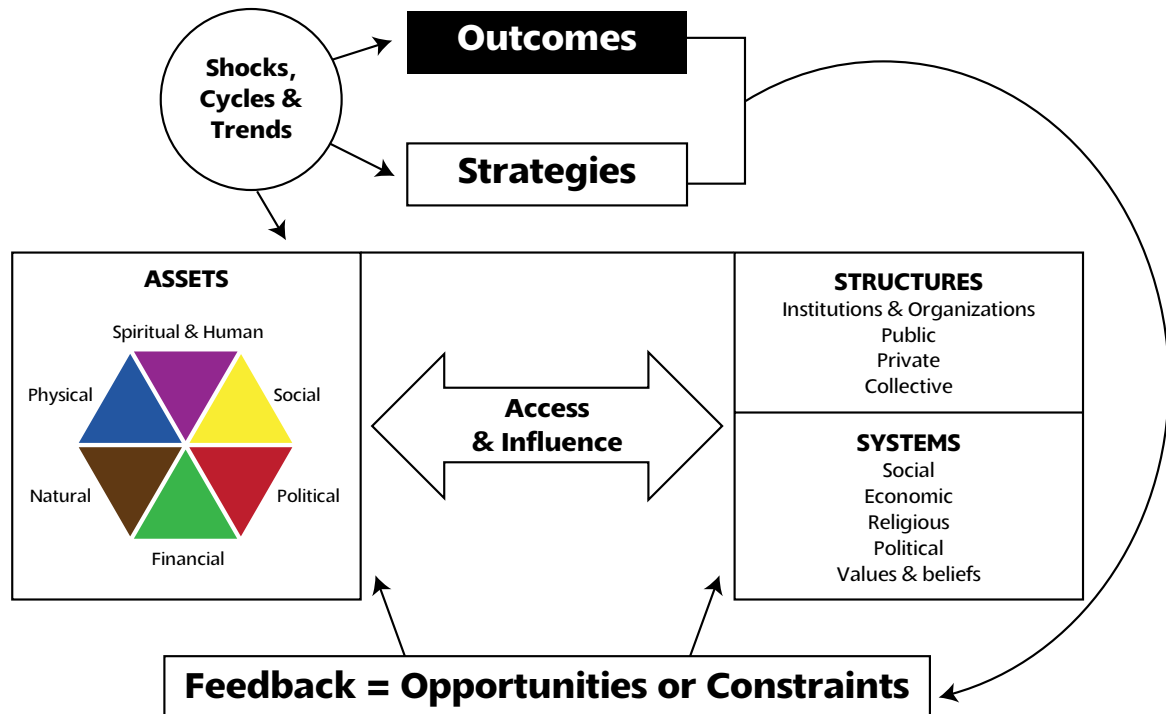 Outcomes
Shocks,
Cycles &
Trends
Strategies
ASSETS
Spiritual & Human
Physical
Social
Natural
Political
Financial
Access
& Influence
STRUCTURES
Institutions & Organizations
Public
Private
Collective
SYSTEMS
Social
Economic
Religious
Political
Values & beliefs
Feedback = Opportunities or Constraints